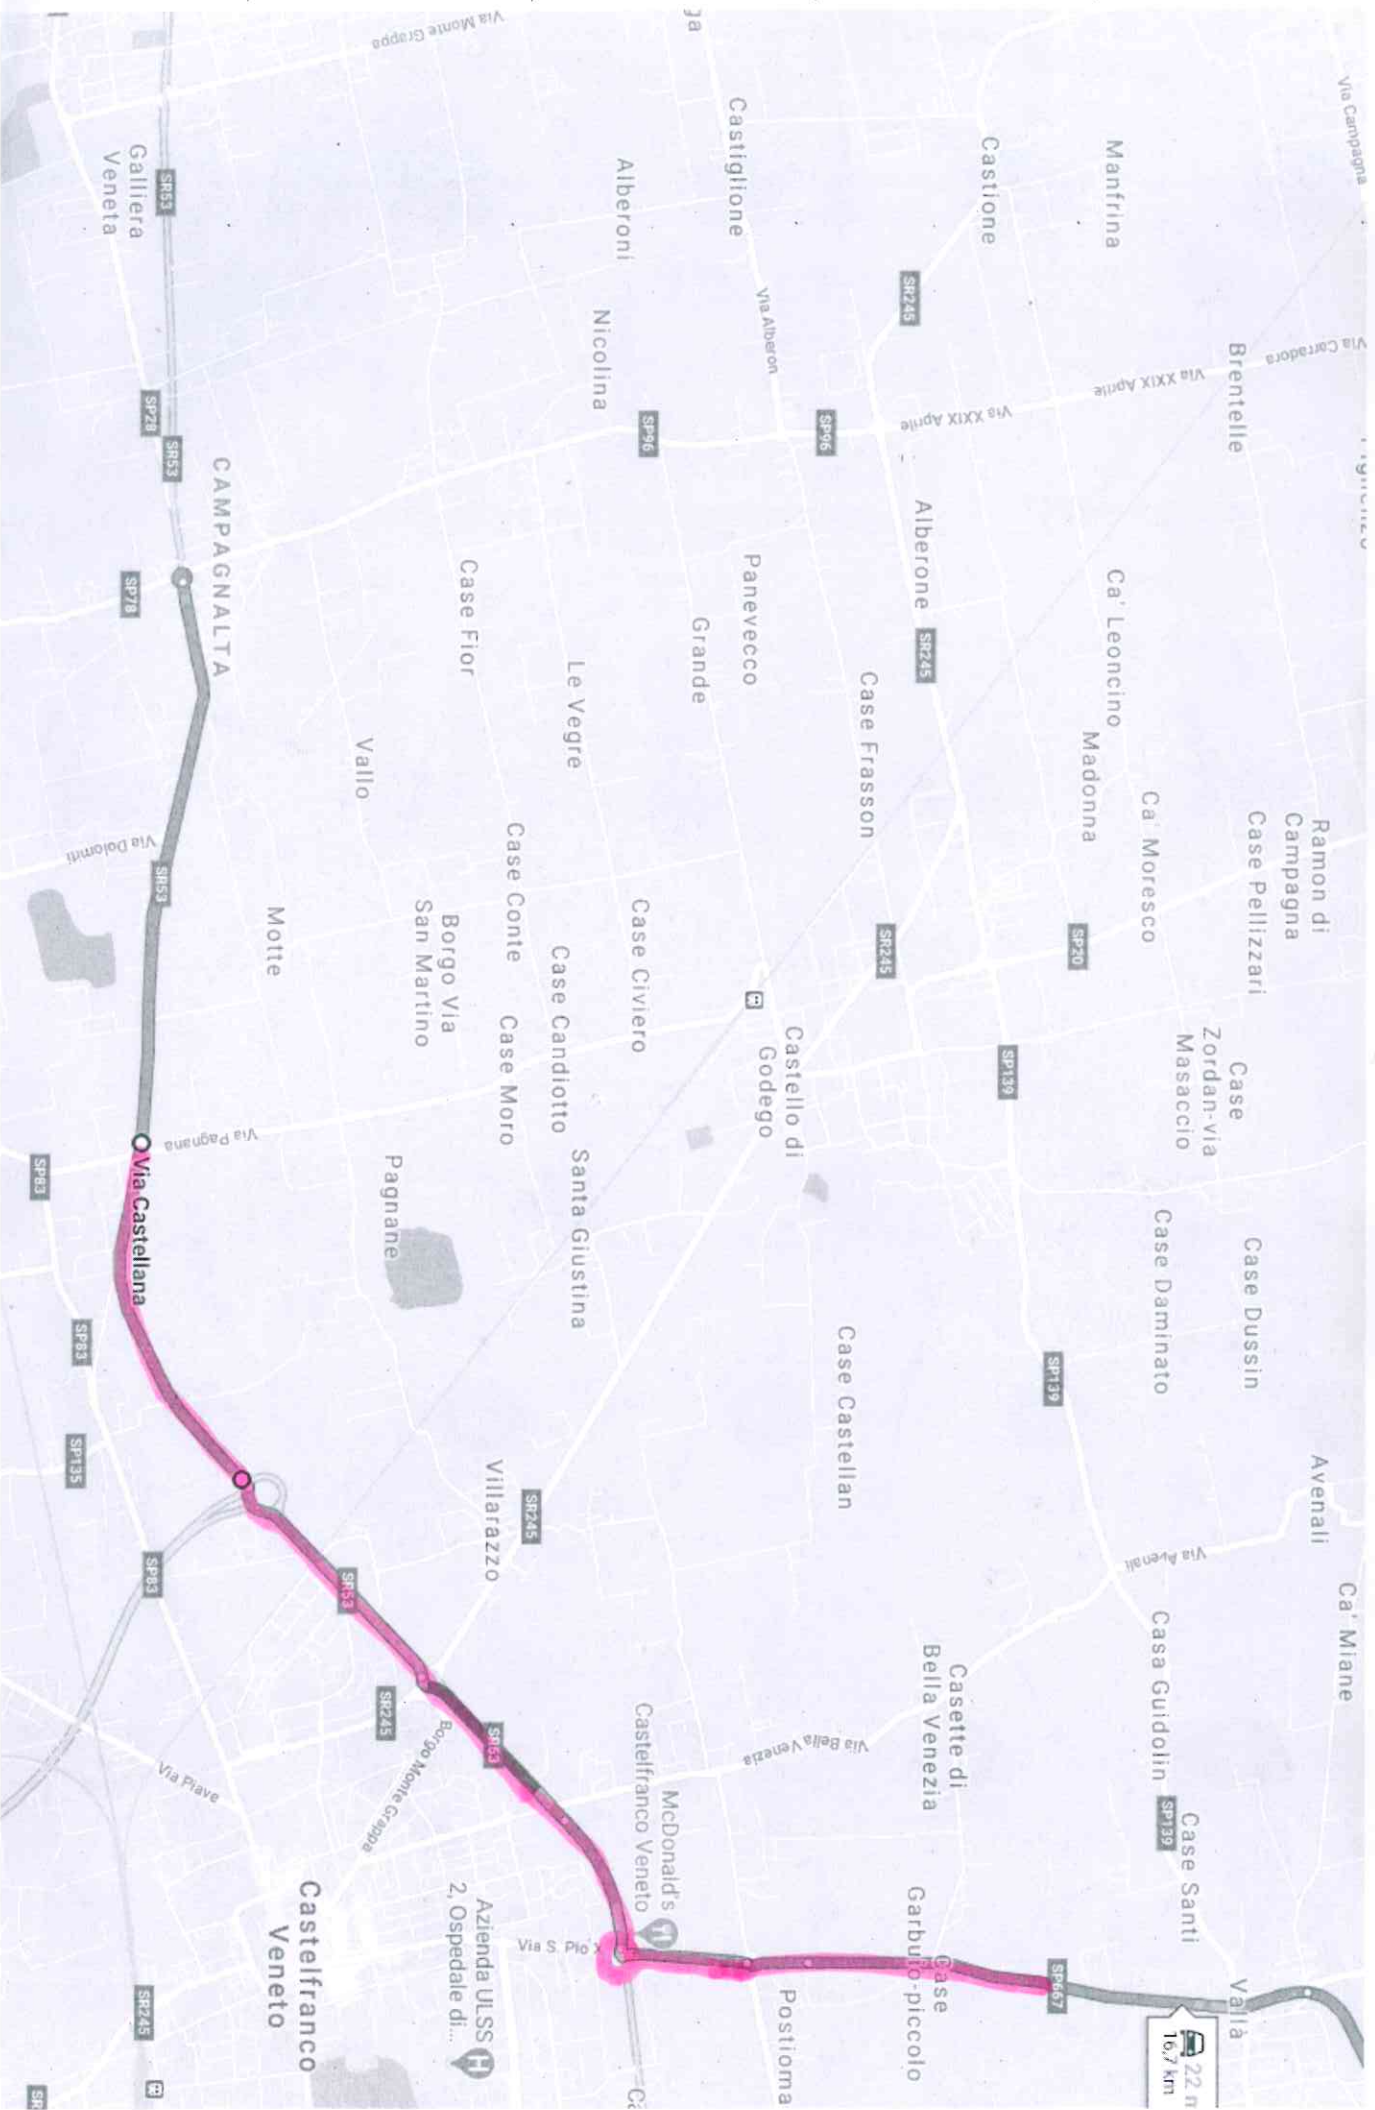 Via Monte Grappa
Via Campagna
Galliera
Veneta
SR53
Alberoni
Castiglione
Castione
Manfrina
SR245
Via Alberon
Nicolina
Brentelle
Via Carradora
Via XXIX Aprile
Via XXIX Aprile
SP28
SR53
SP96
SP96
CAMPAGNALTA
SP78
Case Fior
Le Vegre
Grande
Panevecco
Alberone
SR245
Case Frasson
Ca' Leoncino
Madonna
Ca' Moresco
Ramon di
Campagna
Case Pellizzari
Vallo
Via Dolomiti
SR53
Motte
Case Conte
Borgo Via
San Martino
Case Candiotto
Case Civiero
Case Moro
SR245
SP20
Castello di
Godego
SP139
Case
Zordan-via
Masaccio
Via Pagnana
SP83
Via Castellana
Pagnane
Santa Giustina
Case Daminato
Case Dussin
SP83
SP135
Case Castellan
SP139
Avenali
Villarazzo
SR245
Via Avenali
SP83
SR53
Ca' Miane
Casa Guidolin
Casette di
Bella Venezia
Via Bella Venezia
SR245
Borgo Monte Grappa
SR53
Via Piave
McDonald's
Castelfranco Veneto
SP139
Case Santi
Castelfranco
Veneto
Azienda ULSS
2, Ospedale di...
Via S. Pio X
Case
Garbuio-piccolo
SP667
Vallà
Postioma
SR245
22 m
16,7 km
SR